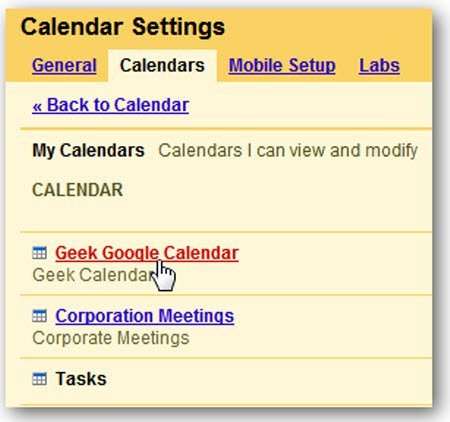 Calendar Settings
General Calendars Mobile Setup Labs
« Back to Calendar
My Calendars Calendars I can view and modify
CALENDAR
Geek Google Calendar
Geek Calendar
Corporation Meetings
Corporate Meetings
Tasks